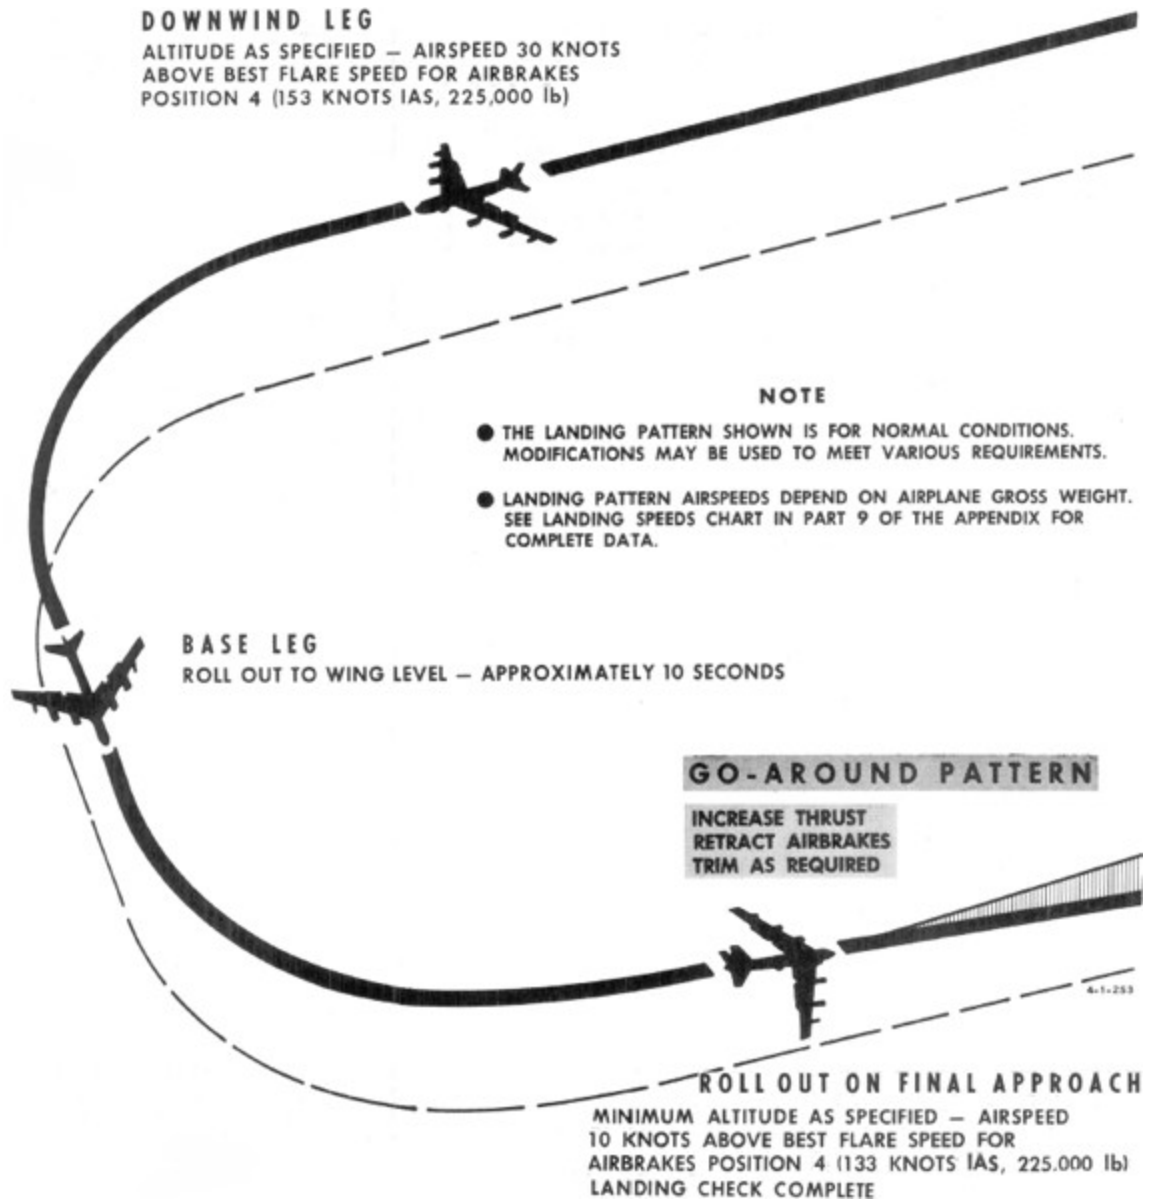 DOWNWIND LEG
ALTITUDE AS SPECIFIED — AIRSPEED 30 KNOTS
ABOVE BEST FLARE SPEED FOR AIRBRAKES
POSITION 4 (153 KNOTS IAS, 225,000 lb)
NOTE
● THE LANDING PATTERN SHOWN IS FOR NORMAL CONDITIONS.
MODIFICATIONS MAY BE USED TO MEET VARIOUS REQUIREMENTS.
● LANDING PATTERN AIRSPEEDS DEPEND ON AIRPLANE GROSS WEIGHT.
SEE LANDING SPEEDS CHART IN PART 9 OF THE APPENDIX FOR
COMPLETE DATA.
BASE LEG
ROLL OUT TO WING LEVEL — APPROXIMATELY 10 SECONDS
GO-AROUND PATTERN
INCREASE THRUST
RETRACT AIRBRAKES
TRIM AS REQUIRED
4-1-253
ROLL OUT ON FINAL APPROACH
MINIMUM ALTITUDE AS SPECIFIED — AIRSPEED
10 KNOTS ABOVE BEST FLARE SPEED FOR
AIRBRAKES POSITION 4 (133 KNOTS IAS, 225.000 lb)
LANDING CHECK COMPLETE